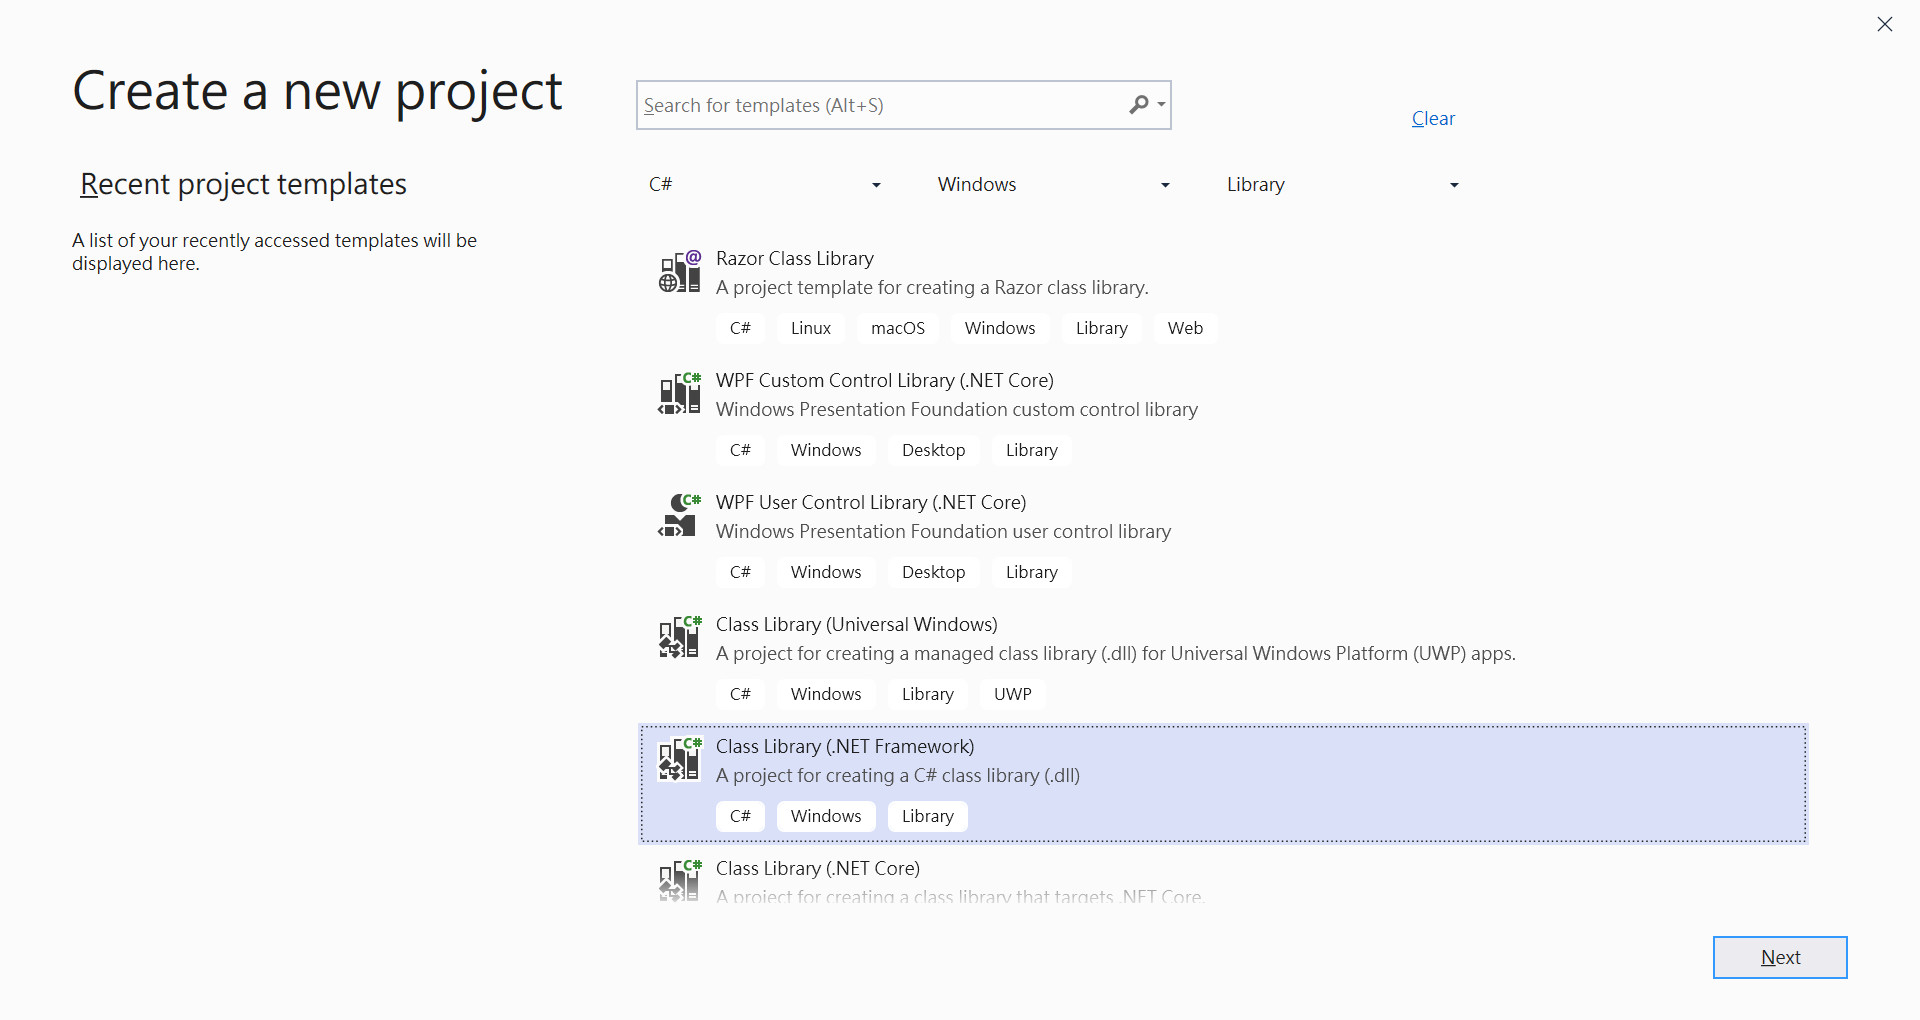 Create a new project
Search for templates (Alt+S)
Clear
Recent project templates
A list of your recently accessed templates will be
displayed here.
C# Windows Library
Razor Class Library
A project template for creating a Razor class library.
C# Linux macOS Windows Library Web
WPF Custom Control Library (.NET Core)
Windows Presentation Foundation custom control library
C# Windows Desktop Library
WPF User Control Library (.NET Core)
Windows Presentation Foundation user control library
C# Windows Desktop Library
Class Library (Universal Windows)
A project for creating a managed class library (.dll) for Universal Windows Platform (UWP) apps.
C# Windows Library UWP
Class Library (.NET Framework)
A project for creating a C# class library (.dll)
C# Windows Library
Class Library (.NET Core)
A project for creating a class library that targets .NET Core.
Next